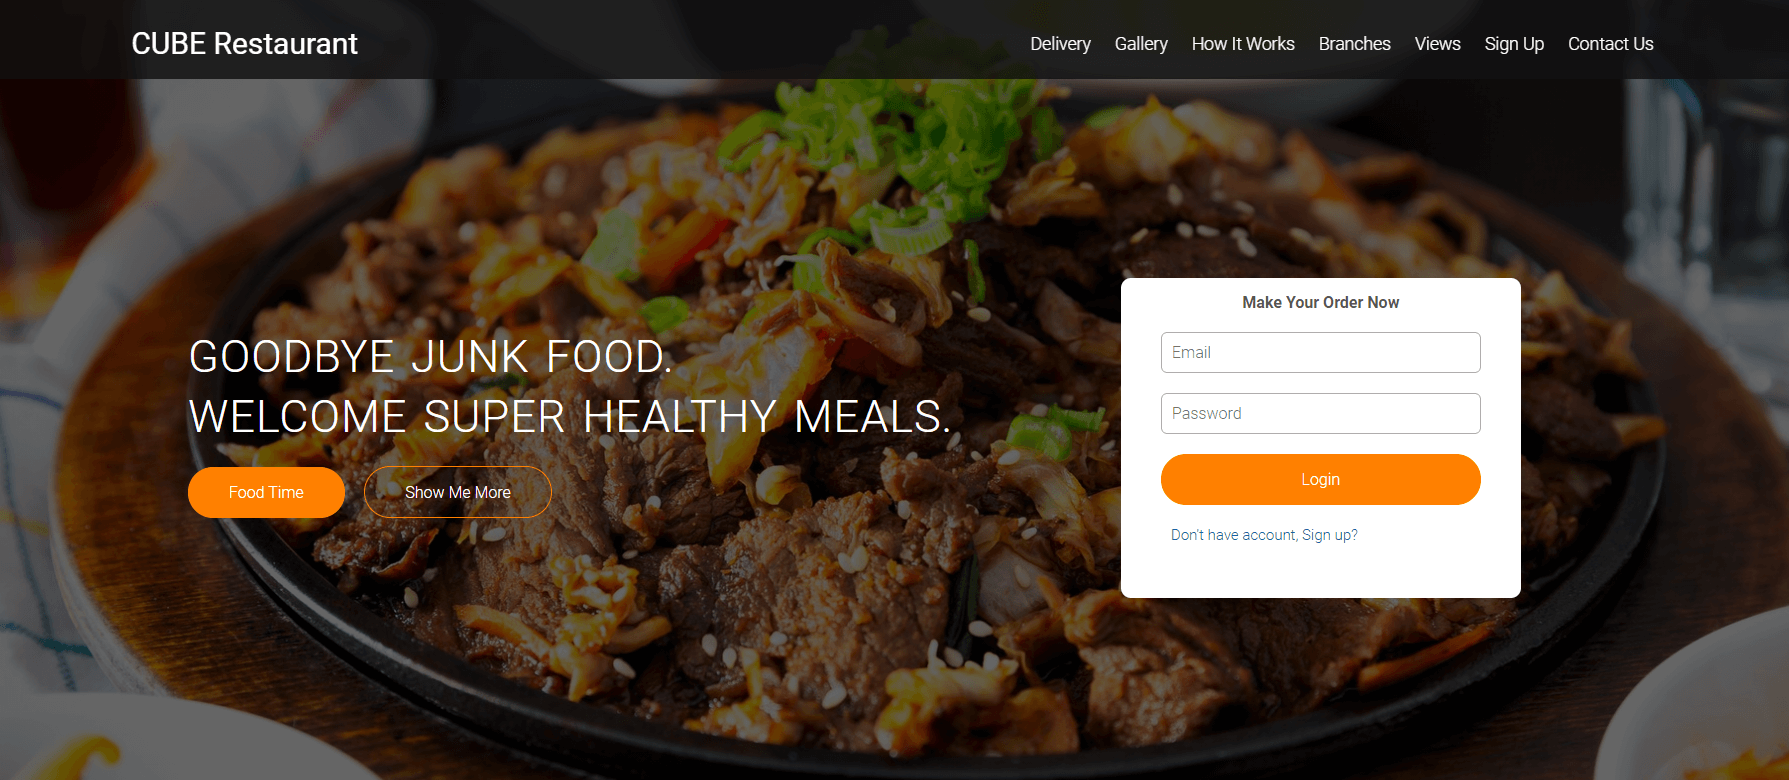 CUBE Restaurant
Delivery Gallery How It Works Branches Views Sign Up Contact Us
GOODBYE JUNK FOOD.
WELCOME SUPER HEALTHY MEALS.
Food Time Show Me More
Make Your Order Now
Email
Password
Login
Don't have account, Sign up?